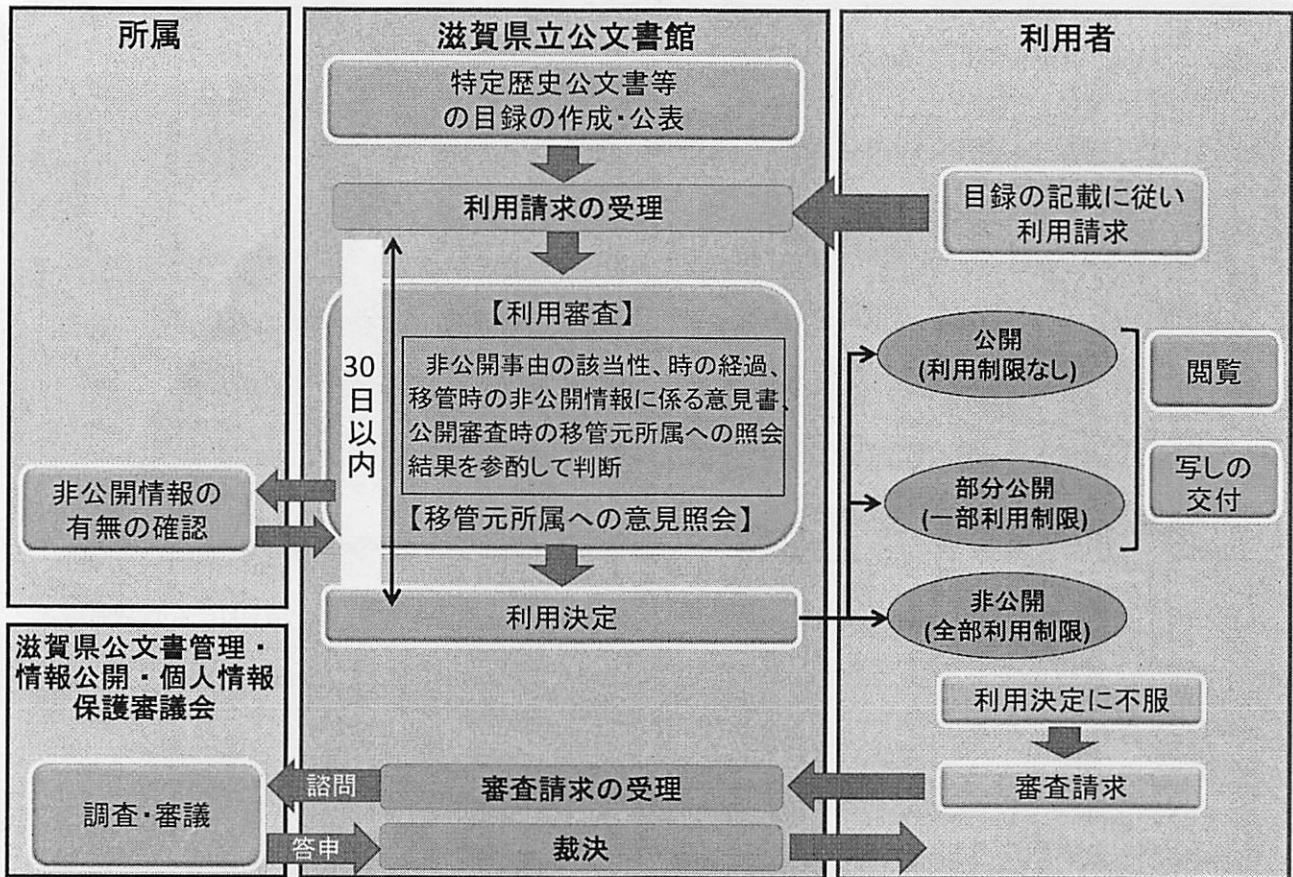 所属
滋賀県立公文書館
利用者
特定歴史公文書等
の目録の作成・公表
利用請求の受理
目録の記載に従い
利用請求
30
日
以
内
【利用審査】
非公開事由の該当性、時の経過、
移管時の非公開情報に係る意見書、
公開審査時の移管元所属への照会
結果を参酌して判断
【移管元所属への意見照会】
非公開情報の
有無の確認
利用決定
公開
(利用制限なし)
部分公開
(一部利用制限)
非公開
(全部利用制限)
閲覧
写しの
交付
滋賀県公文書管理・
情報公開・個人情報
保護審議会
利用決定に不服
審査請求
審査請求の受理
諮問
調査・審議
答申
裁決